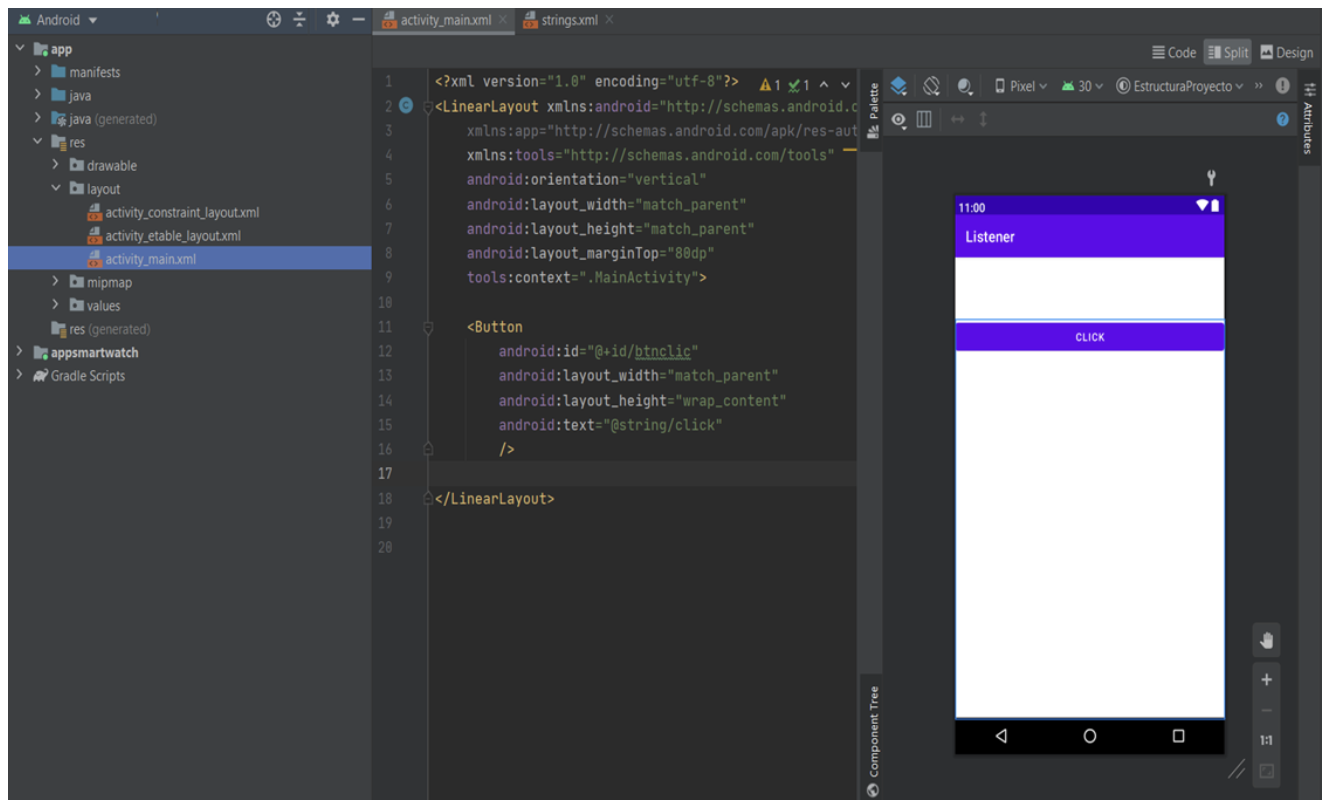 Android
activity_main.xml
strings.xml
app
manifests
java
java (generated)
res
drawable
layout
activity_constraint_layout.xml
activity_etable_layout.xml
activity_main.xml
mipmap
values
res (generated)
appsmartwatch
Gradle Scripts
Code
Split
Design
1 <?xml version="1.0" encoding="utf-8"?>
2 <LinearLayout xmlns:android="http://schemas.android.c
3 xmlns:app="http://schemas.android.com/apk/res-aut
4 xmlns:tools="http://schemas.android.com/tools"
5 android:orientation="vertical"
6 android:layout_width="match_parent"
7 android:layout_height="match_parent"
8 android:layout_marginTop="80dp"
9 tools:context=".MainActivity">
10
11 <Button
12 android:id="@+id/btnclic"
13 android:layout_width="match_parent"
14 android:layout_height="wrap_content"
15 android:text="@string/click"
16 />
17
18 </LinearLayout>
19
20
1
1
Palette
Component Tree
Pixel
30
EstructuraProyecto
Attributes
11:00
Listener
CLICK
1:1